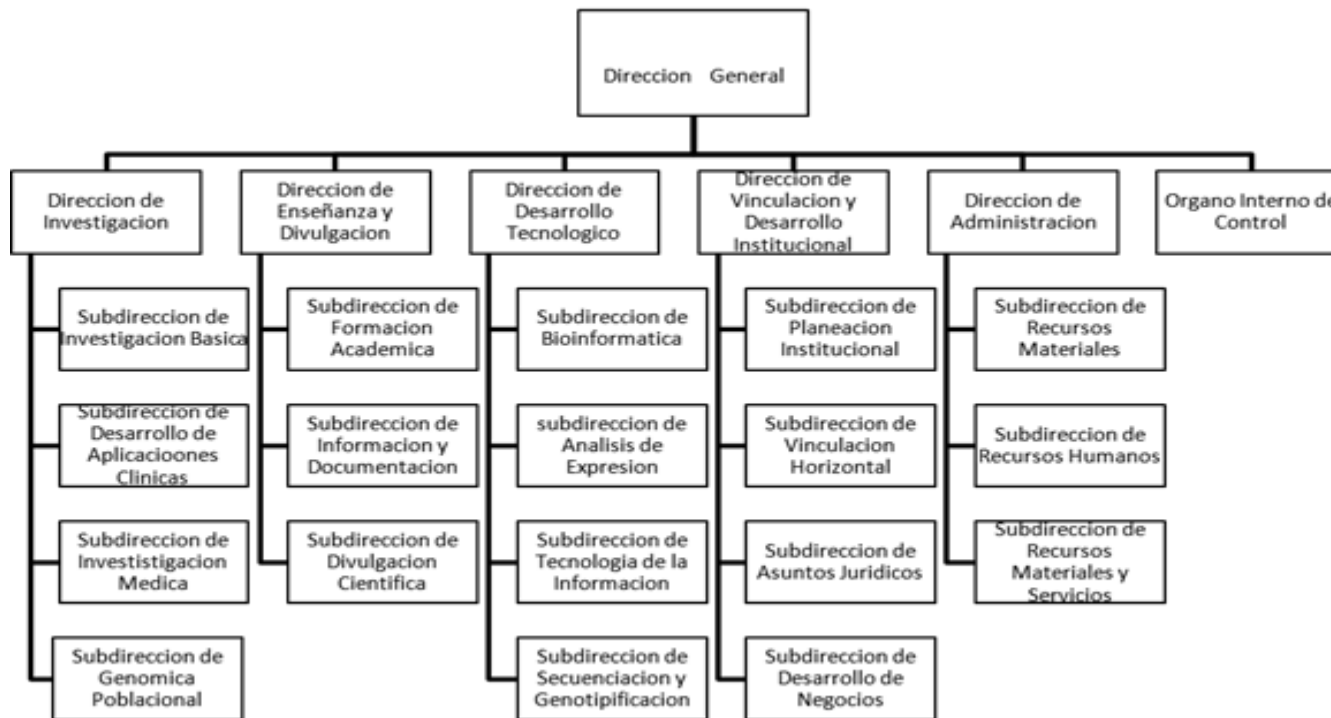 Direccion General
Direccion de
Investigacion
Direccion de
Enseñanza y
Divulgacion
Direccion de
Desarrollo
Tecnologico
Direccion de
Vinculacion y
Desarrollo
Institucional
Direccion de
Administracion
Organo Interno de
Control
Subdireccion de
Investigacion Basica
Subdireccion de
Desarrollo de
Aplicacioones
Clinicas
Subdireccion de
Invesistigacion
Medica
Subdireccion de
Genomica
Poblacional
Subdireccion de
Formacion
Academica
Subdireccion de
Informacion y
Documentacion
Subdireccion de
Divulgacion
Cientifica
Subdireccion de
Bioinformatica
subdireccion de
Analisis de
Expresion
Subdireccion de
Tecnologia de la
Informacion
Subdireccion de
Secuenciacion y
Genotipificacion
Subdireccion de
Planeacion
Institucional
Subdireccion de
Vinculacion
Horizontal
Subdireccion de
Asuntos Juridicos
Subdireccion de
Desarrollo de
Negocios
Subdireccion de
Recursos
Materiales
Subdireccion de
Recursos Humanos
Subdireccion de
Recursos
Materiales y
Servicios